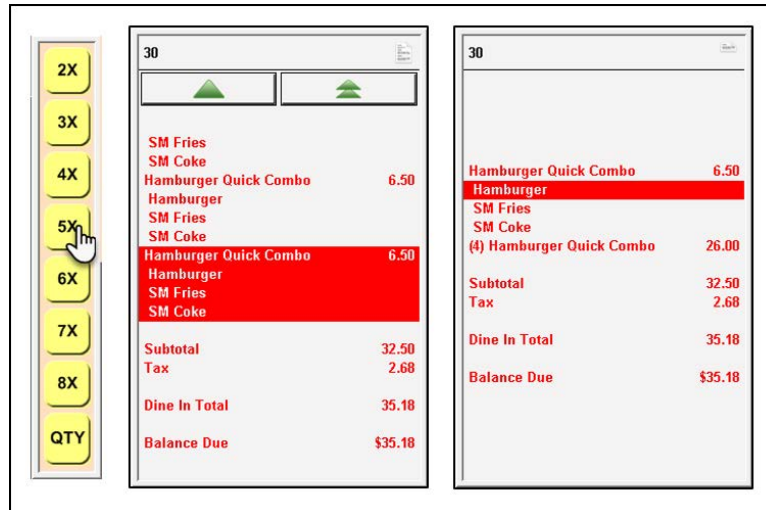 2X
3X
4X
5X
6X
7X
8X
QTY
30
SM Fries
SM Coke
Hamburger Quick Combo 6.50
Hamburger
SM Fries
SM Coke
Hamburger Quick Combo 6.50
Hamburger
SM Fries
SM Coke
Subtotal 32.50
Tax 2.68
Dine In Total 35.18
Balance Due $35.18
30
Hamburger Quick Combo 6.50
Hamburger
SM Fries
SM Coke
(4) Hamburger Quick Combo 26.00
Subtotal 32.50
Tax 2.68
Dine In Total 35.18
Balance Due $35.18